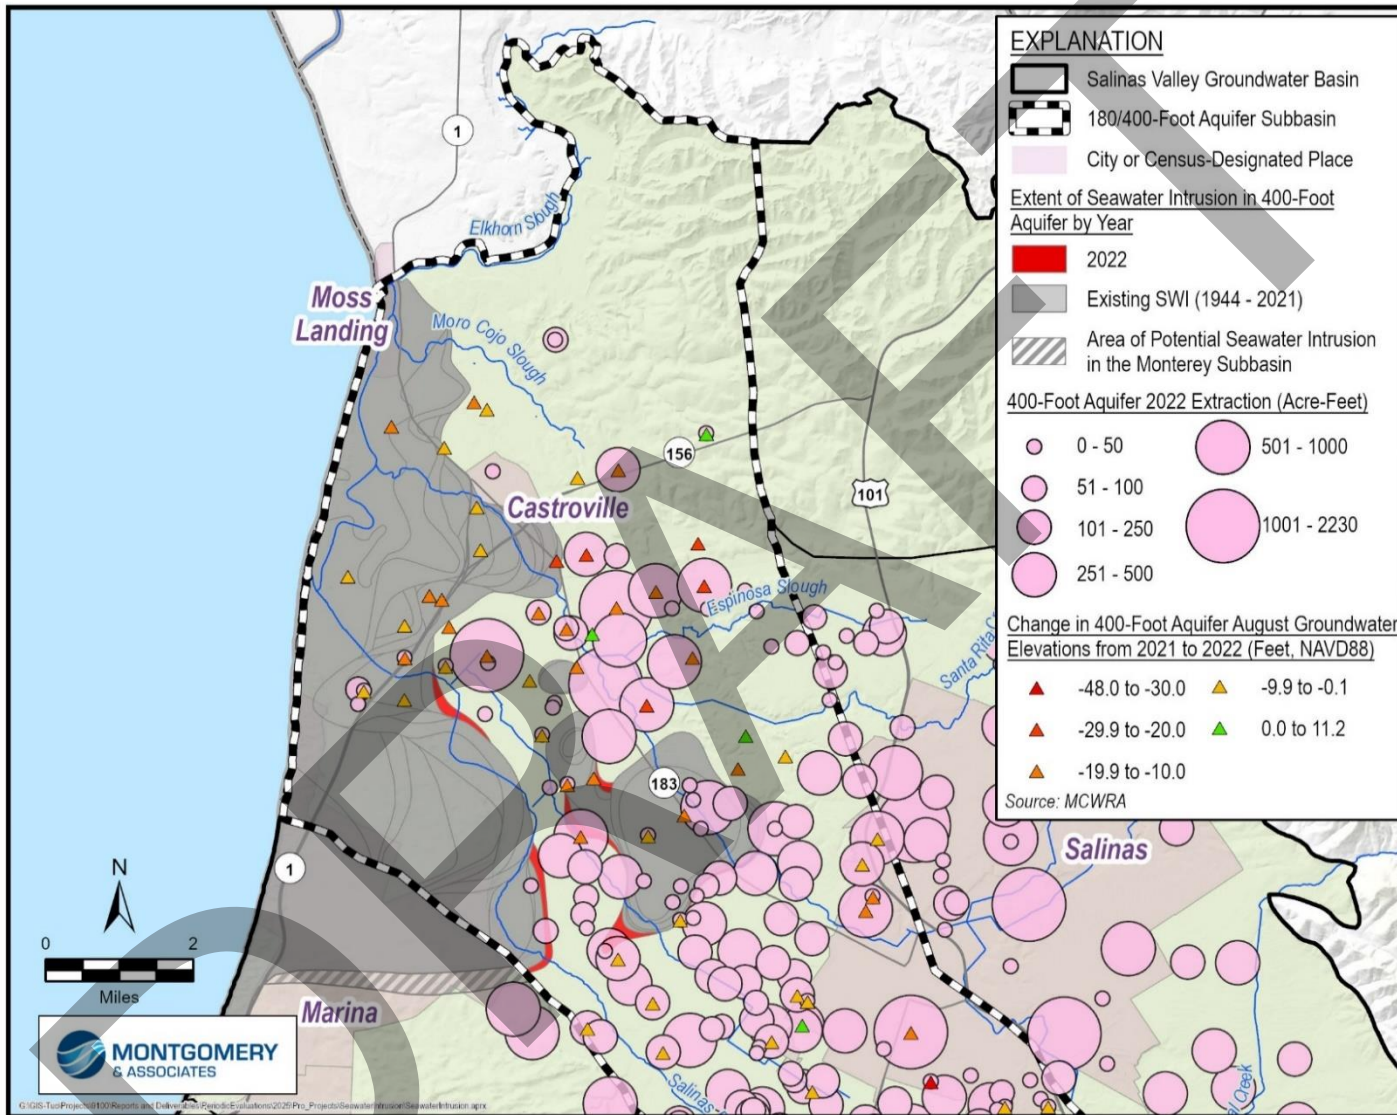 EXPLANATION
Salinas Valley Groundwater Basin
180/400-Foot Aquifer Subbasin
City or Census-Designated Place
Extent of Seawater Intrusion in 400-Foot
Aquifer by Year
2022
Existing SWI (1944 - 2021)
Area of Potential Seawater Intrusion
in the Monterey Subbasin
400-Foot Aquifer 2022 Extraction (Acre-Feet)
0 - 50
51 - 100
101 - 250
251 - 500
501 - 1000
1001 - 2230
Change in 400-Foot Aquifer August Groundwater
Elevations from 2021 to 2022 (Feet, NAVD88)
-48.0 to -30.0
-29.9 to -20.0
-19.9 to -10.0
-9.9 to -0.1
0.0 to 11.2
Source: MCWRA
1
Elkhorn Slough
Moss
Landing
Moro Cojo Slough
156
101
Castroville
Espinosa Slough
Santa Rita
183
Salinas
1
N
0 2
Miles
Marina
Salinas
Creek
MONTGOMERY
& ASSOCIATES
DRAFT